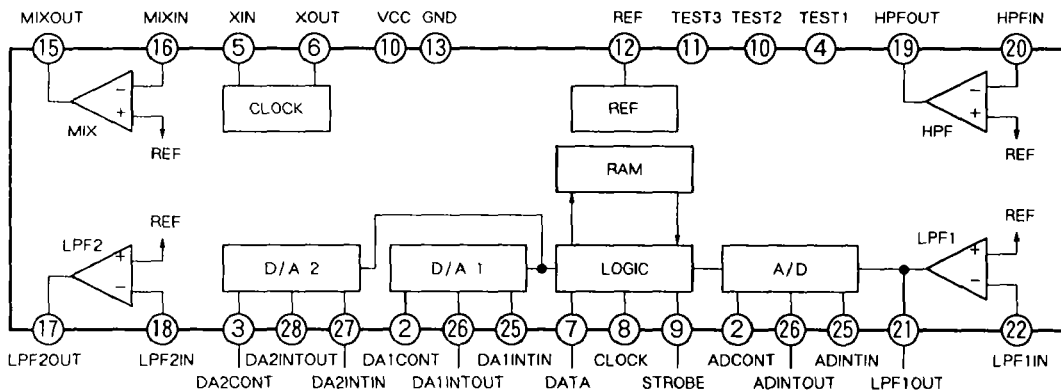 MIXOUT MIXIN XIN XOUT VCC GND REF TEST3 TEST2 TEST1 HPFOUT HPFIN
15 16 5 6 10 13 12 11 10 4 19 20
CLOCK
REF
MIX
HPF
REF
REF
RAM
REF
REF
LPF2
LPF1
D/A 2
D/A 1
LOGIC
A/D
17 18 3 28 27 2 26 25 7 8 9 2 26 25 21 22
LPF2OUT LPF2IN DA2INTOUT DA1CONT DA1INTIN CLOCK ADCONT ADINTIN LPF1IN
DA2CONT DA2INTIN DA1INTOUT DATA STROBE ADINTOUT LPF1OUT